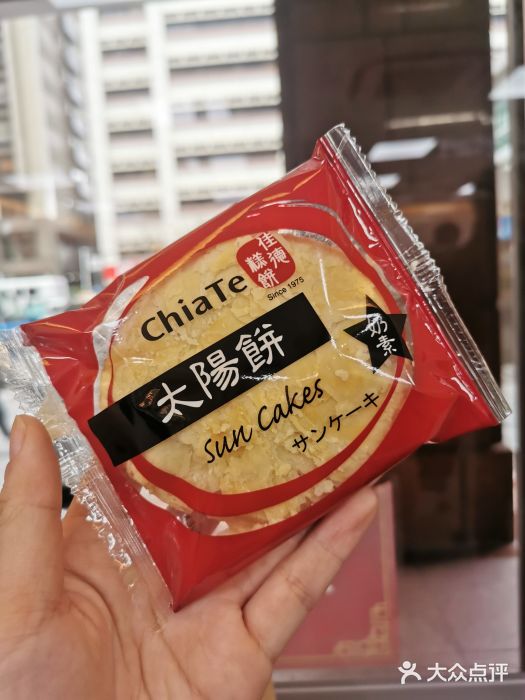 ChiaTe
佳德
糕餅
Since 1975
太陽餅
奶素
sun cakes
サンケーキ
大众点评